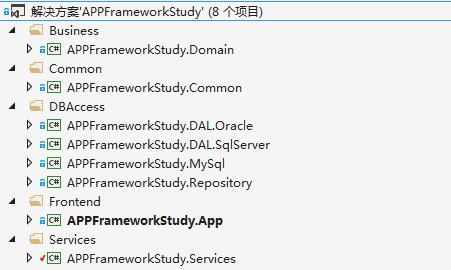 解决方案'APPFrameworkStudy' (8 个项目)
Business
C# APPFrameworkStudy.Domain
Common
C# APPFrameworkStudy.Common
DBAccess
C# APPFrameworkStudy.DAL.Oracle
C# APPFrameworkStudy.DAL.SqlServer
C# APPFrameworkStudy.MySql
C# APPFrameworkStudy.Repository
Frontend
C# APPFrameworkStudy.App
Services
C# APPFrameworkStudy.Services